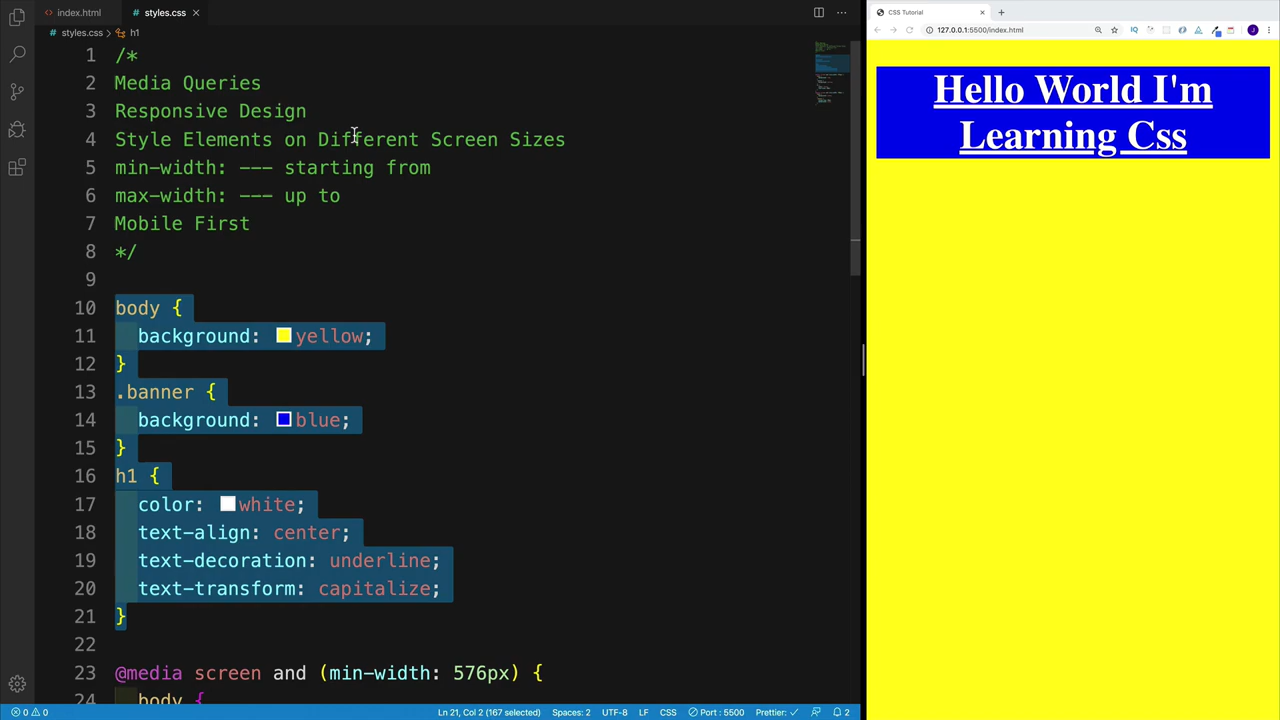 index.html
styles.css
styles.css > h1
1 /*
2 Media Queries
3 Responsive Design
4 Style Elements on Different Screen Sizes
5 min-width: --- starting from
6 max-width: --- up to
7 Mobile First
8 */
9
10 body {
11 background: yellow;
12 }
13 .banner {
14 background: blue;
15 }
16 h1 {
17 color: white;
18 text-align: center;
19 text-decoration: underline;
20 text-transform: capitalize;
21 }
22
23 @media screen and (min-width: 576px) {
24 body {
0 0
Ln 21, Col 2 (167 selected)
Spaces: 2
UTF-8
LF
CSS
Port : 5500
Prettier: ✓
2
CSS Tutorial
127.0.0.1:5500/index.html
IQ
J
Hello World I'm
Learning Css